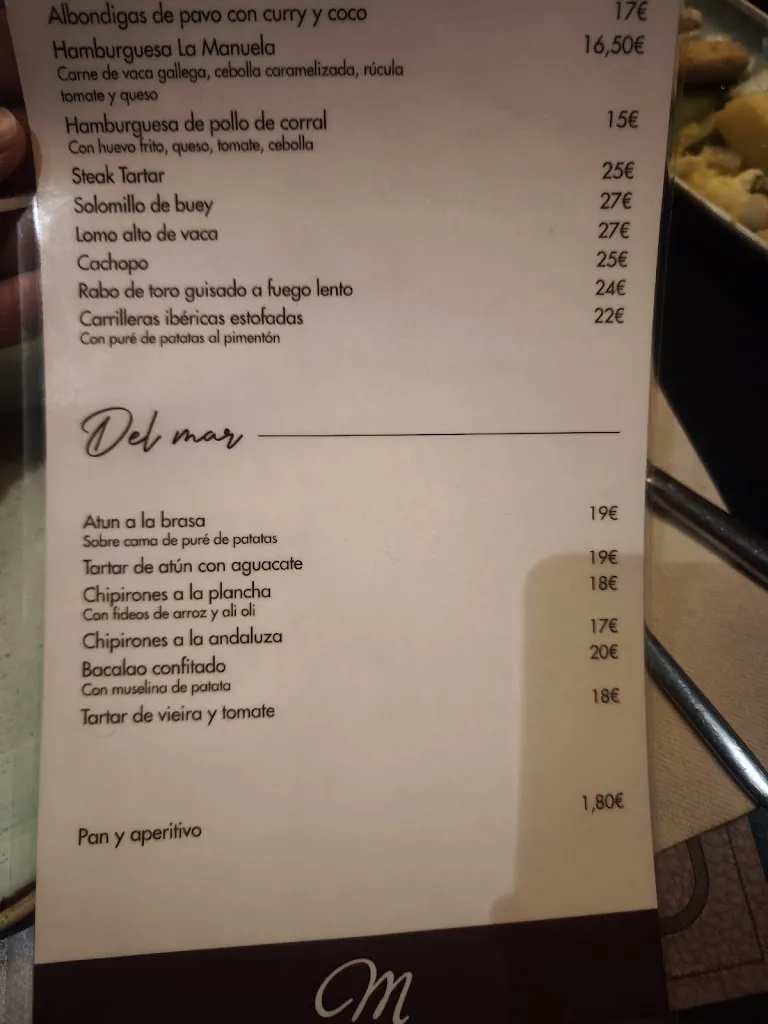 Albondigas de pavo con curry y coco 17€
Hamburguesa La Manuela 16,50€
Carne de vaca gallega, cebolla caramelizada, rúcula
tomate y queso
Hamburguesa de pollo de corral 15€
Con huevo frito, queso, tomate, cebolla
Steak Tartar 25€
Solomillo de buey 27€
Lomo alto de vaca 27€
Cachopo 25€
Rabo de toro guisado a fuego lento 24€
Carrilleras ibéricas estofadas 22€
Con puré de patatas al pimentón
Del mar
Atun a la brasa 19€
Sobre cama de puré de patatas
Tartar de atún con aguacate 19€
Chipirones a la plancha 18€
Con fideos de arroz y ali oli
Chipirones a la andaluza 17€
Bacalao confitado 20€
Con muselina de patata
Tartar de vieira y tomate 18€
Pan y aperitivo 1,80€
M